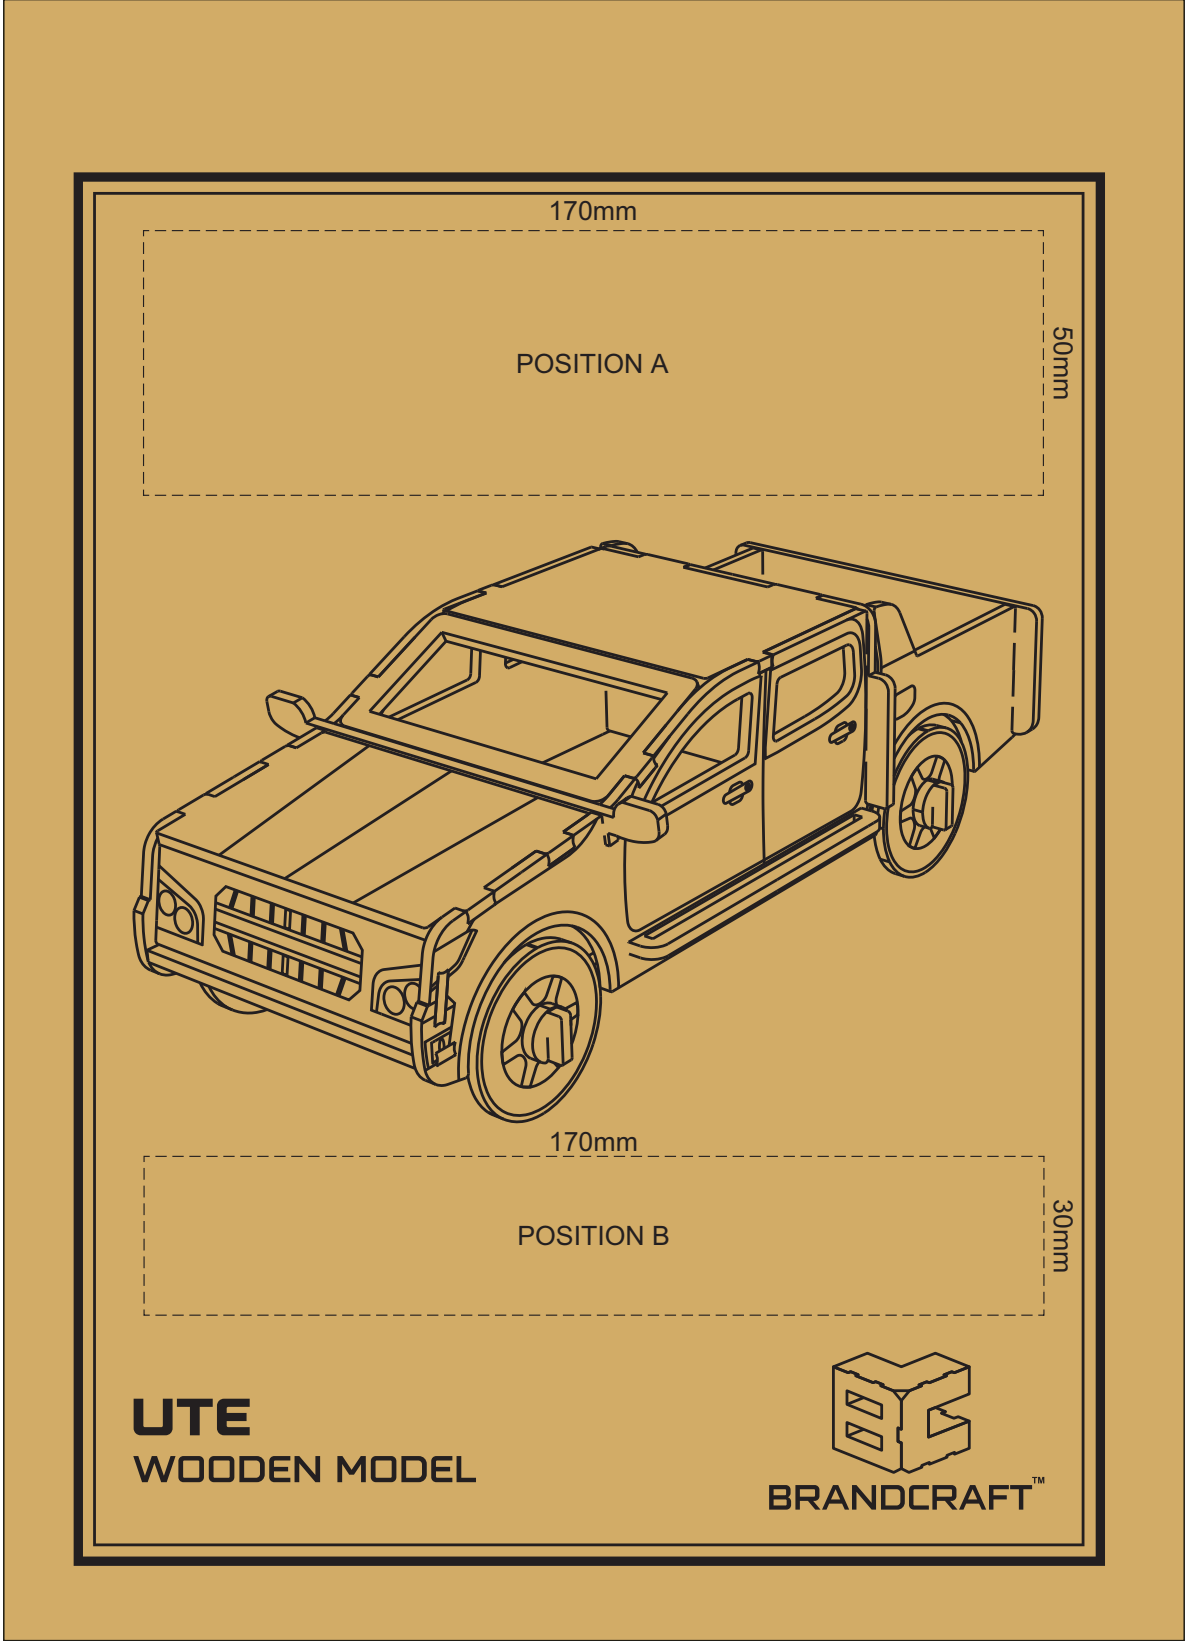 170mm
POSITION A
50mm
170mm
POSITION B
30mm
UTE
WOODEN MODEL
BRANDCRAFT™